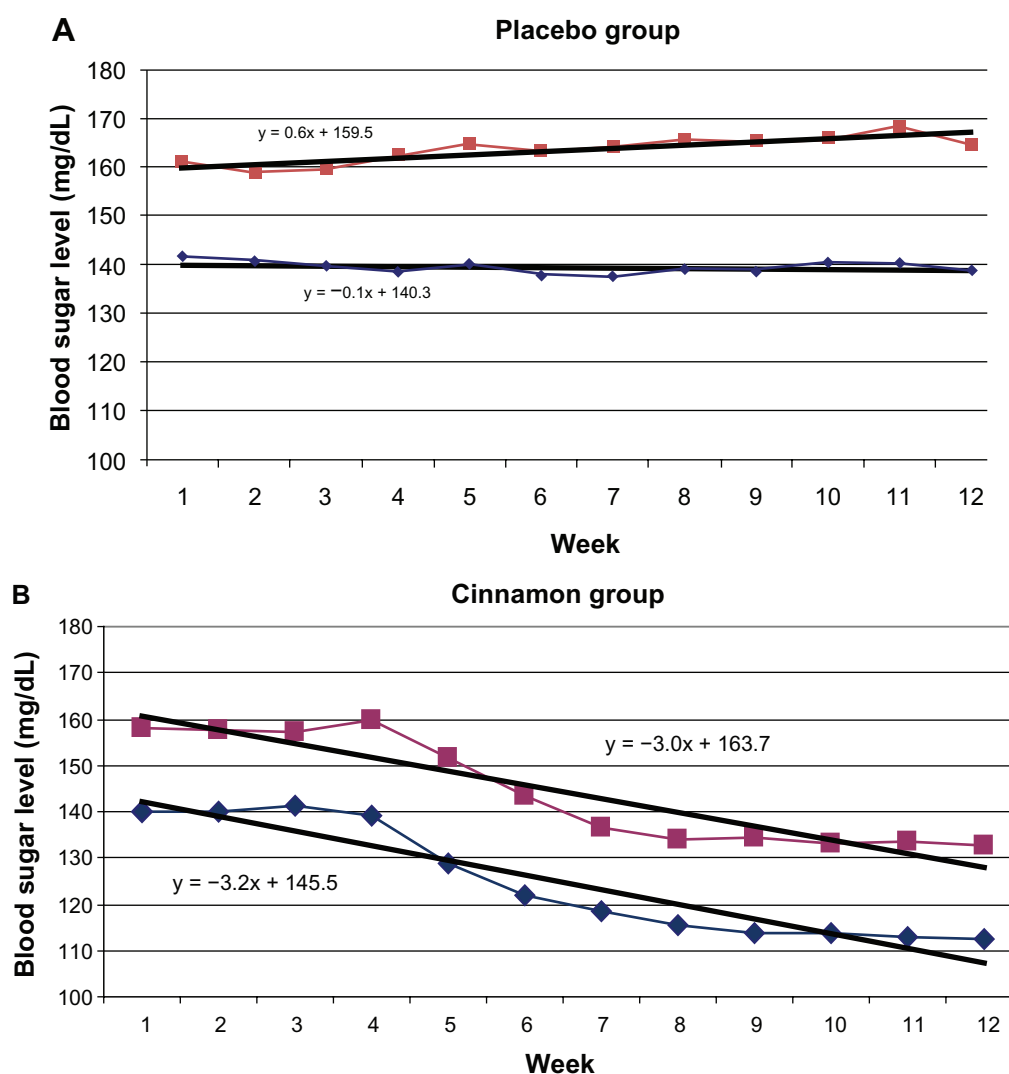 A
Placebo group
Blood sugar level (mg/dL)
180
170
160
150
140
130
120
110
100
y = 0.6x + 159.5
y = −0.1x + 140.3
1 2 3 4 5 6 7 8 9 10 11 12
Week
B
Cinnamon group
Blood sugar level (mg/dL)
180
170
160
150
140
130
120
110
100
y = −3.0x + 163.7
y = −3.2x + 145.5
1 2 3 4 5 6 7 8 9 10 11 12
Week